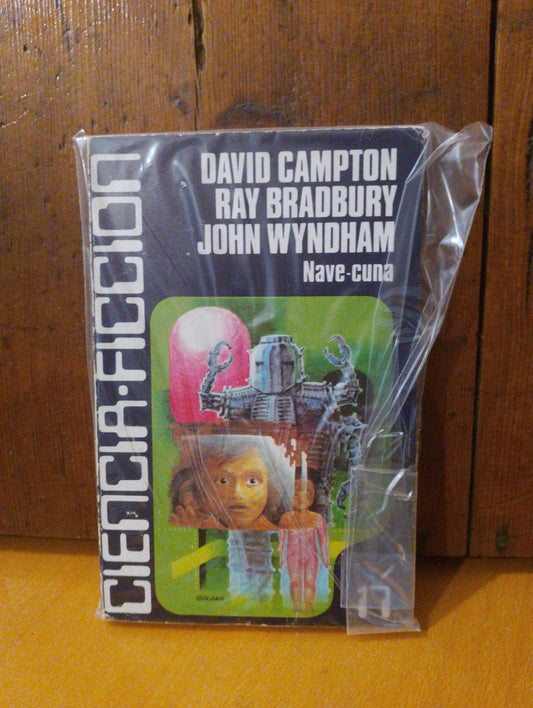 DAVID CAMPTON
RAY BRADBURY
JOHN WYNDHAM
Nave-cuna
CIENCIA·FICCION
17